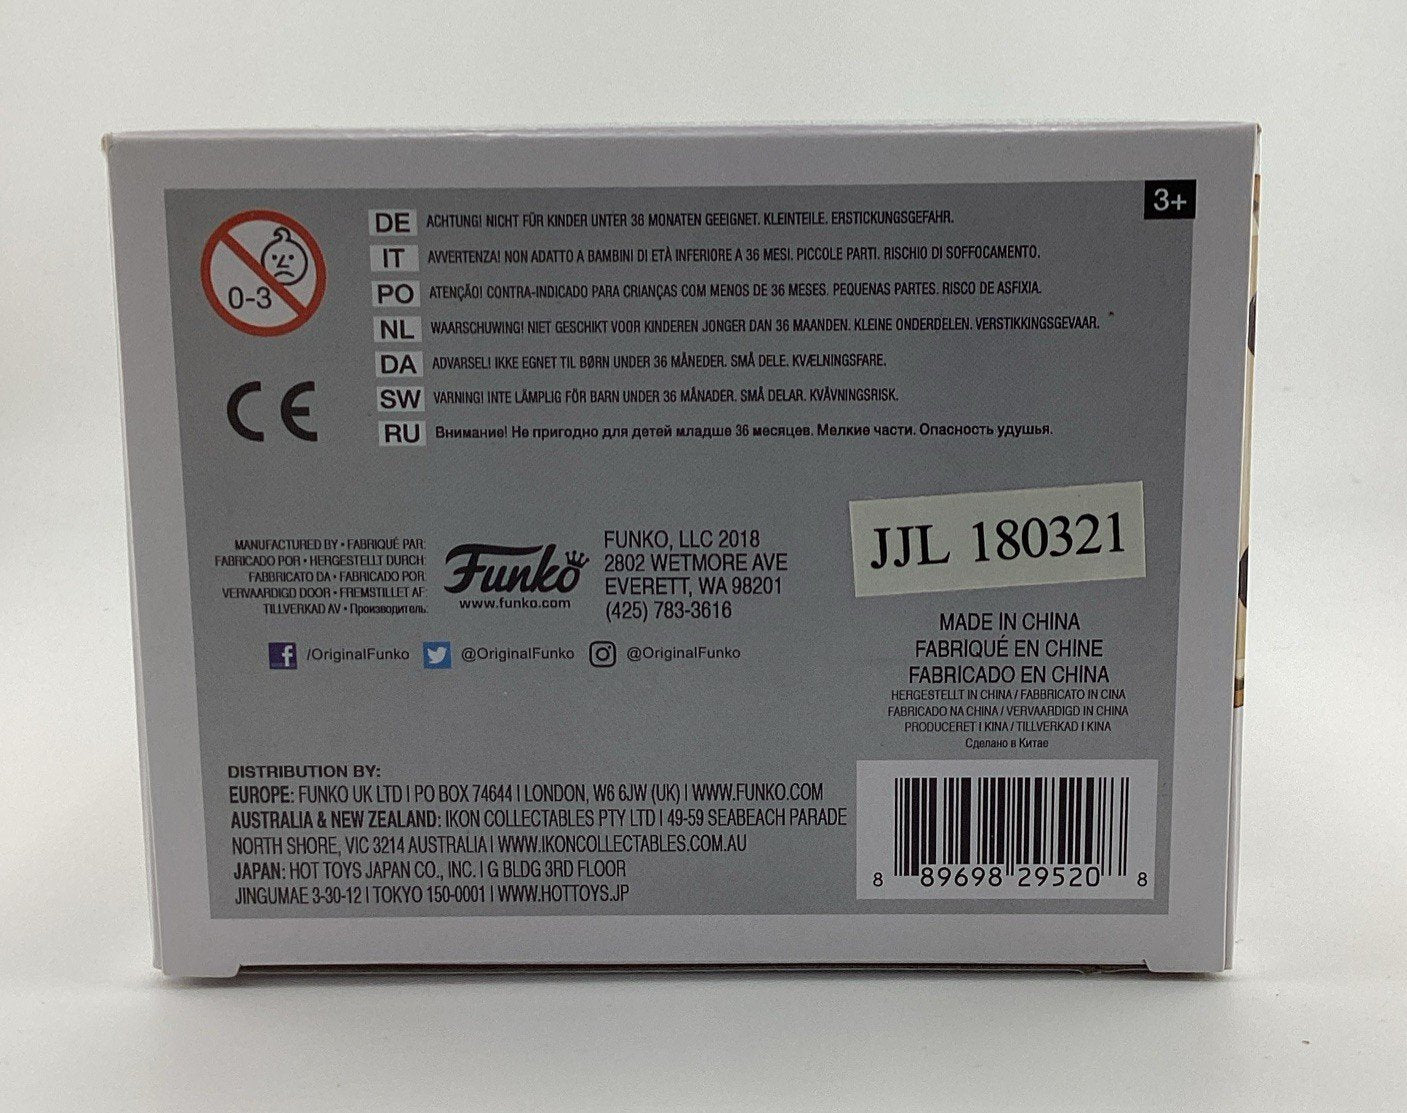 3+
0-3
DE ACHTUNG! NICHT FÜR KINDER UNTER 36 MONATEN GEEIGNET. KLEINTEILE. ERSTICKUNGSGEFAHR.
IT AVVERTENZA! NON ADATTO A BAMBINI DI ETÀ INFERIORE A 36 MESI. PICCOLE PARTI. RISCHIO DI SOFFOCAMENTO.
PO ATENÇÃO! CONTRA-INDICADO PARA CRIANÇAS COM MENOS DE 36 MESES. PEQUENAS PARTES. RISCO DE ASFIXIA.
NL WAARSCHUWING! NIET GESCHIKT VOOR KINDEREN JONGER DAN 36 MAANDEN. KLEINE ONDERDELEN. VERSTIKKINGSGEVAAR.
DA ADVARSEL! IKKE EGNET TIL BØRN UNDER 36 MÅNEDER. SMÅ DELE. KVÆLNINGSFARE.
SW VARNING! INTE LÄMPLIG FÖR BARN UNDER 36 MÅNADER. SMÅ DELAR. KVÄVNINGSRISK.
RU Внимание! Не пригодно для детей младше 36 месяцев. Мелкие части. Опасность удушья.
CE
MANUFACTURED BY • FABRIQUÉ PAR:
FABRICADO POR • HERGESTELLT DURCH:
FABBRICATO DA • FABRICADO POR:
VERVAARDIGD DOOR • FREMSTILLET AF:
TILLVERKAD AV • Производитель:
Funko
www.funko.com
FUNKO, LLC 2018
2802 WETMORE AVE
EVERETT, WA 98201
(425) 783-3616
/OriginalFunko @OriginalFunko @OriginalFunko
JJL 180321
MADE IN CHINA
FABRIQUÉ EN CHINE
FABRICADO EN CHINA
HERGESTELLT IN CHINA / FABBRICATO IN CINA
FABRICADO NA CHINA / VERVAARDIGD IN CHINA
PRODUCERET I KINA / TILLVERKAD I KINA
Сделано в Китае
DISTRIBUTION BY:
EUROPE: FUNKO UK LTD | PO BOX 74644 | LONDON, W6 6JW (UK) | WWW.FUNKO.COM
AUSTRALIA & NEW ZEALAND: IKON COLLECTABLES PTY LTD | 49-59 SEABEACH PARADE
NORTH SHORE, VIC 3214 AUSTRALIA | WWW.IKONCOLLECTABLES.COM.AU
JAPAN: HOT TOYS JAPAN CO., INC. | G BLDG 3RD FLOOR
JINGUMAE 3-30-12 | TOKYO 150-0001 | WWW.HOTTOYS.JP
8 89698 29520 8